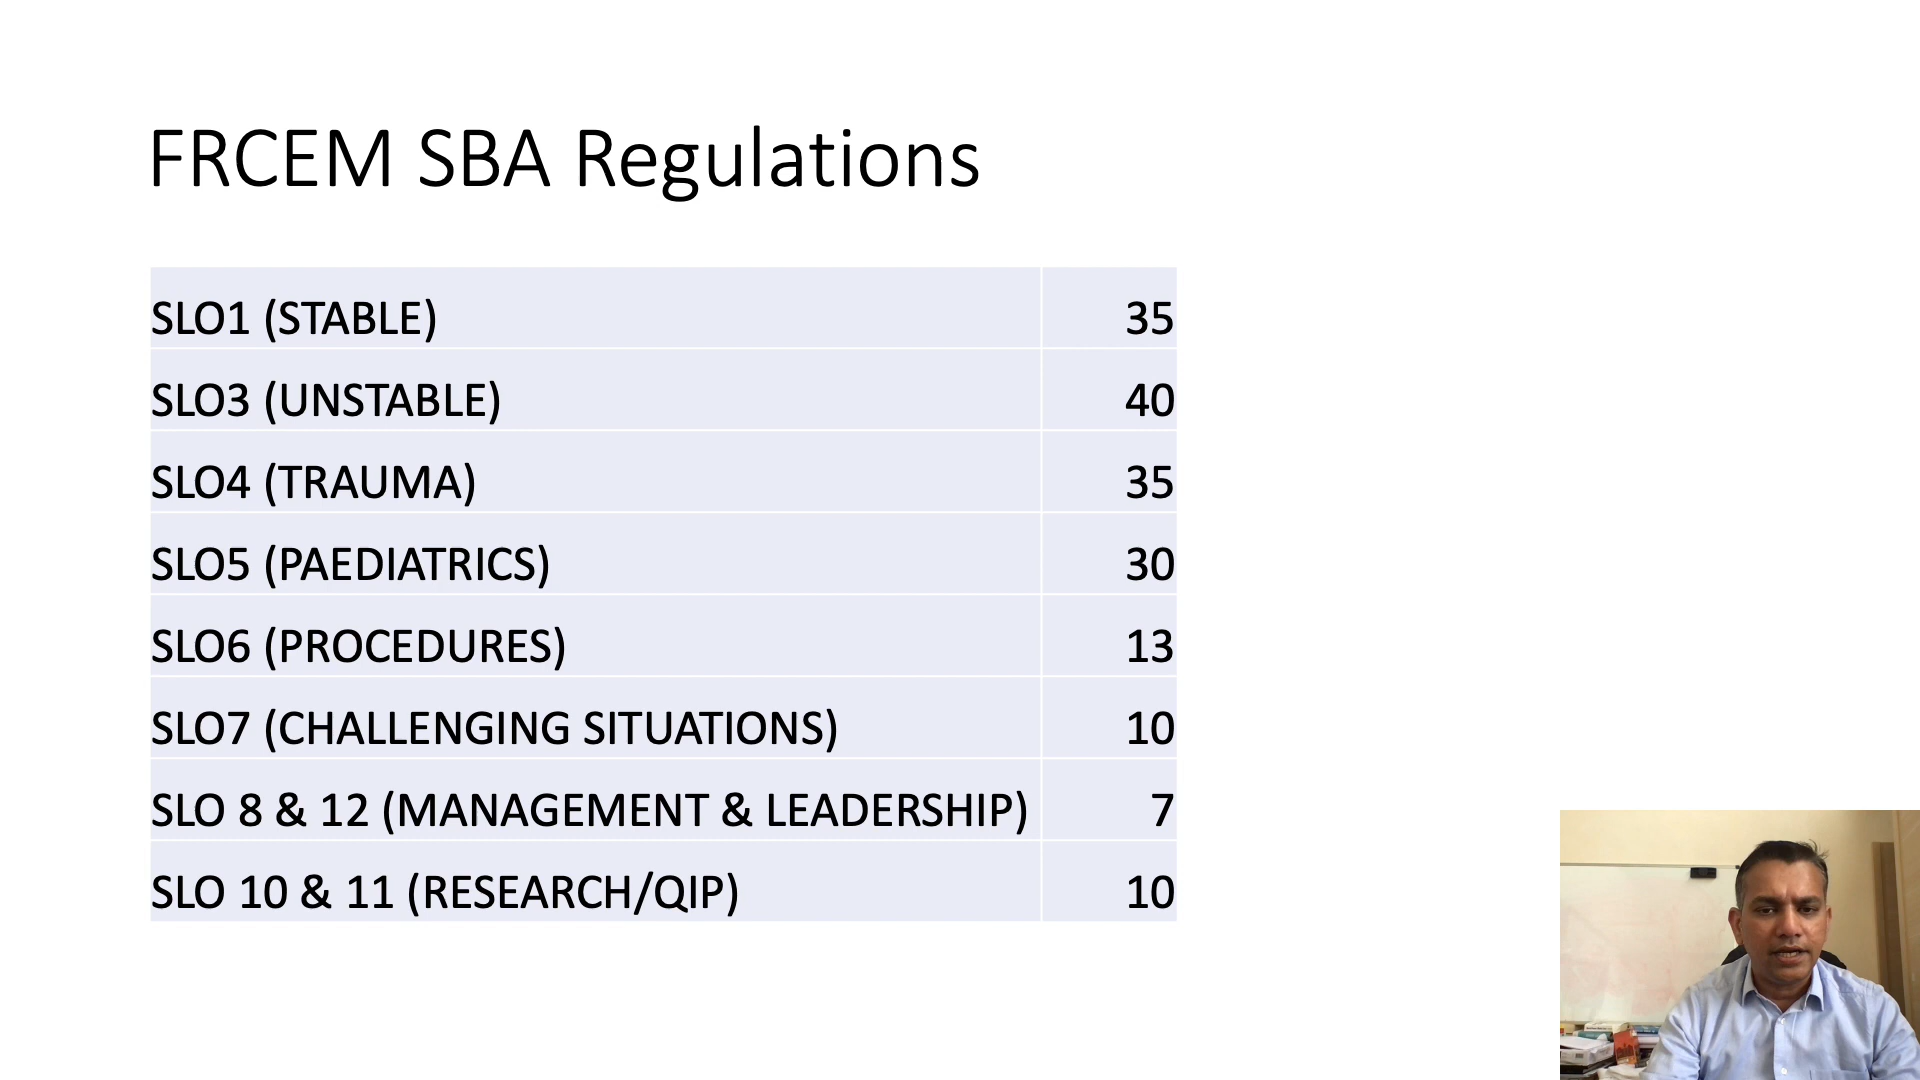 FRCEM SBA Regulations
SLO1 (STABLE) 35
SLO3 (UNSTABLE) 40
SLO4 (TRAUMA) 35
SLO5 (PAEDIATRICS) 30
SLO6 (PROCEDURES) 13
SLO7 (CHALLENGING SITUATIONS) 10
SLO 8 & 12 (MANAGEMENT & LEADERSHIP) 7
SLO 10 & 11 (RESEARCH/QIP) 10